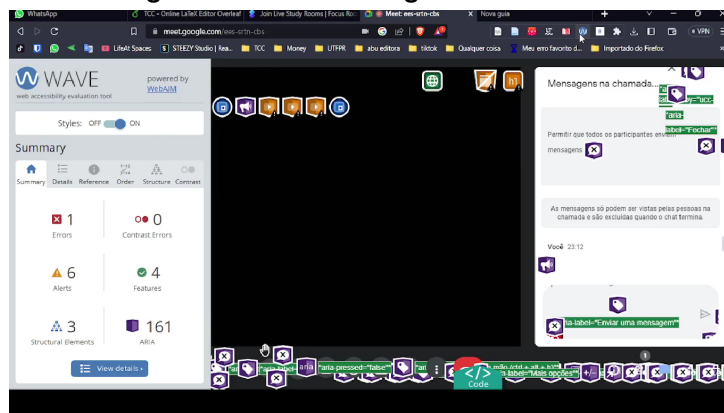 WhatsApp
TCC - Online LaTeX Editor Overleaf
Join Live Study Rooms | Focus Ro
Meet: ees-srtn-cbs
Nova guia
meet.google.com/ees-srtn-cbs
VPN
LifeAt Spaces
STEEZY Studio | Rea...
TCC
Money
UTFPR
abu editora
tiktok
Qualquer coisa
Meu erro favorito d...
Importado do Firefox
WAVE
web accessibility evaluation tool
powered by
WebAIM
Styles: OFF ON
Summary
Summary Details Reference Order Structure Contrast
1
Errors
0
Contrast Errors
6
Alerts
4
Features
3
Structural Elements
161
ARIA
View details ›
h1
Mensagens na chamada...
"aria-
label="Fechar""
Permitir que todos os participantes enviem
mensagens
As mensagens só podem ser vistas pelas pessoas na
chamada e são excluídas quando o chat termina.
Você 23:12
ia-label="Enviar uma mensagem""
1
aria
"aria-pressed="false""
mão (ctrl + alt + h)"
-label="Mais opções""
</>
Code